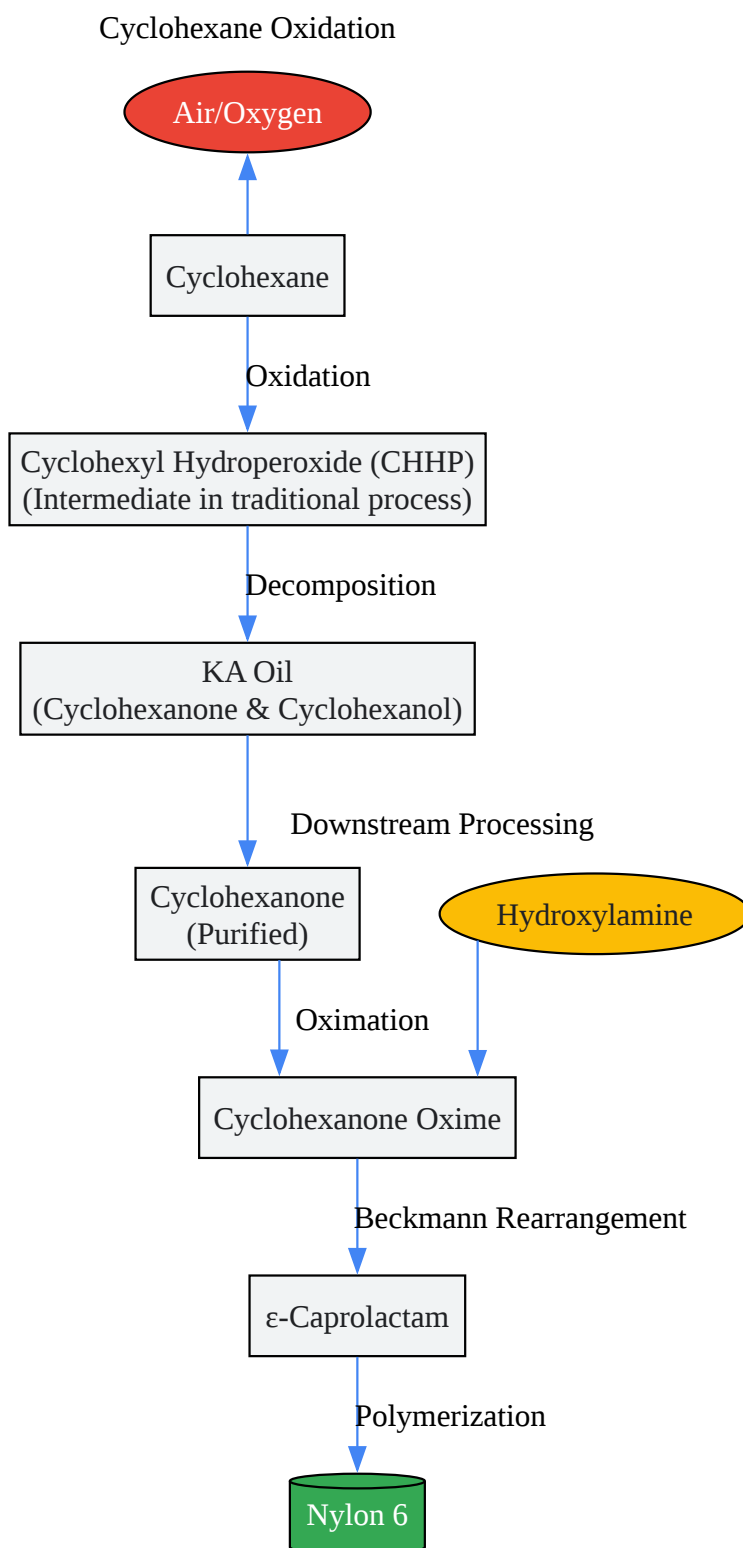 Cyclohexane Oxidation
Air/Oxygen
Cyclohexane
Oxidation
Cyclohexyl Hydroperoxide (CHHP)
(Intermediate in traditional process)
Decomposition
KA Oil
(Cyclohexanone & Cyclohexanol)
Downstream Processing
Cyclohexanone
(Purified)
Hydroxylamine
Oximation
Cyclohexanone Oxime
Beckmann Rearrangement
ε-Caprolactam
Polymerization
Nylon 6